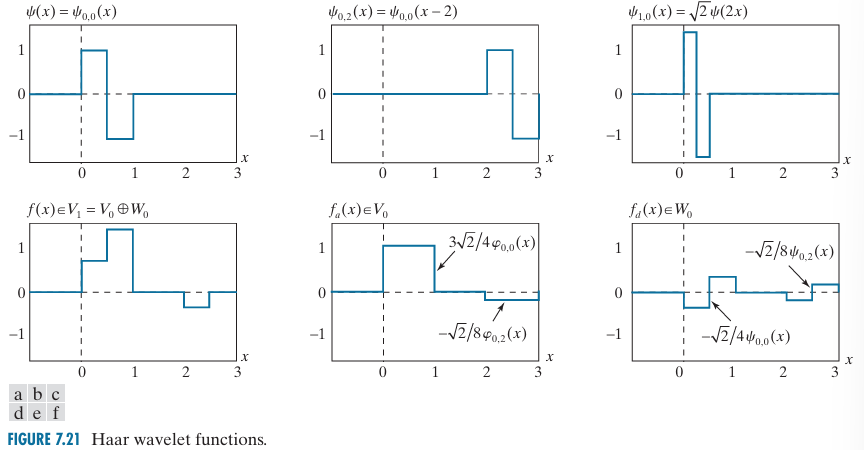 ψ(x) = ψ₀,₀(x)
1
0
−1
0 1 2 3
x
ψ₀,₂(x) = ψ₀,₀(x − 2)
1
0
−1
0 1 2 3
x
ψ₁,₀(x) = √2 ψ(2x)
1
0
−1
0 1 2 3
x
f(x) ∈ V₁ = V₀ ⊕ W₀
1
0
−1
0 1 2 3
x
fₐ(x) ∈ V₀
3√2/4 φ₀,₀(x)
1
0
−√2/8 φ₀,₂(x)
−1
0 1 2 3
x
f_d(x) ∈ W₀
1
−√2/8 ψ₀,₂(x)
0
−1
−√2/4 ψ₀,₀(x)
0 1 2 3
x
a b c
d e f
FIGURE 7.21 Haar wavelet functions.